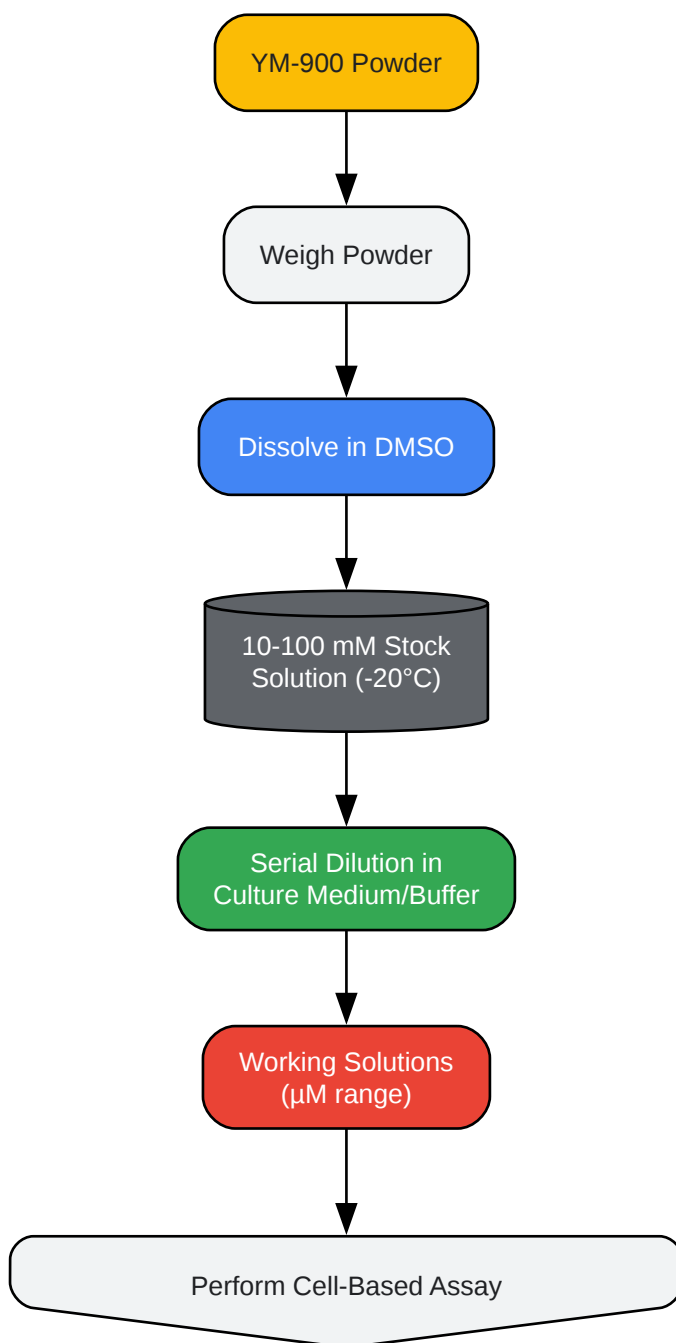 YM-900 Powder
Weigh Powder
Dissolve in DMSO
10-100 mM Stock
Solution (-20°C)
Serial Dilution in
Culture Medium/Buffer
Working Solutions
(µM range)
Perform Cell-Based Assay